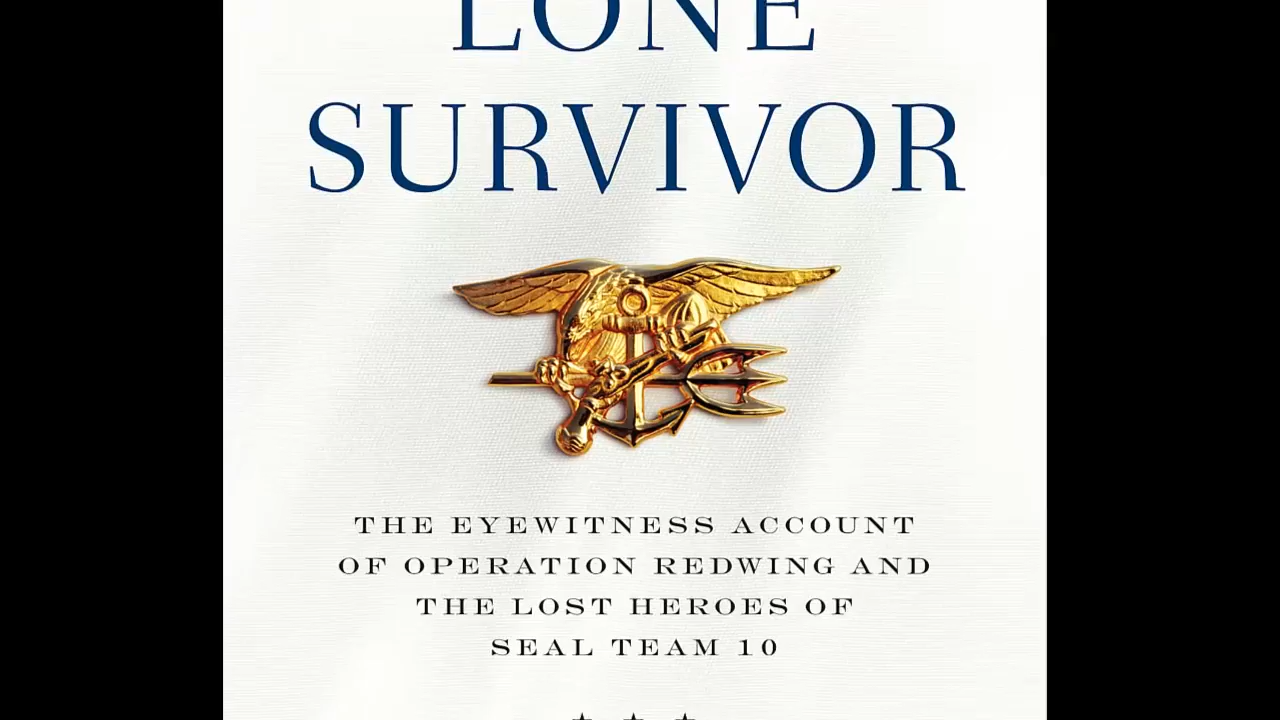 LONE
SURVIVOR
THE EYEWITNESS ACCOUNT
OF OPERATION REDWING AND
THE LOST HEROES OF
SEAL TEAM 10